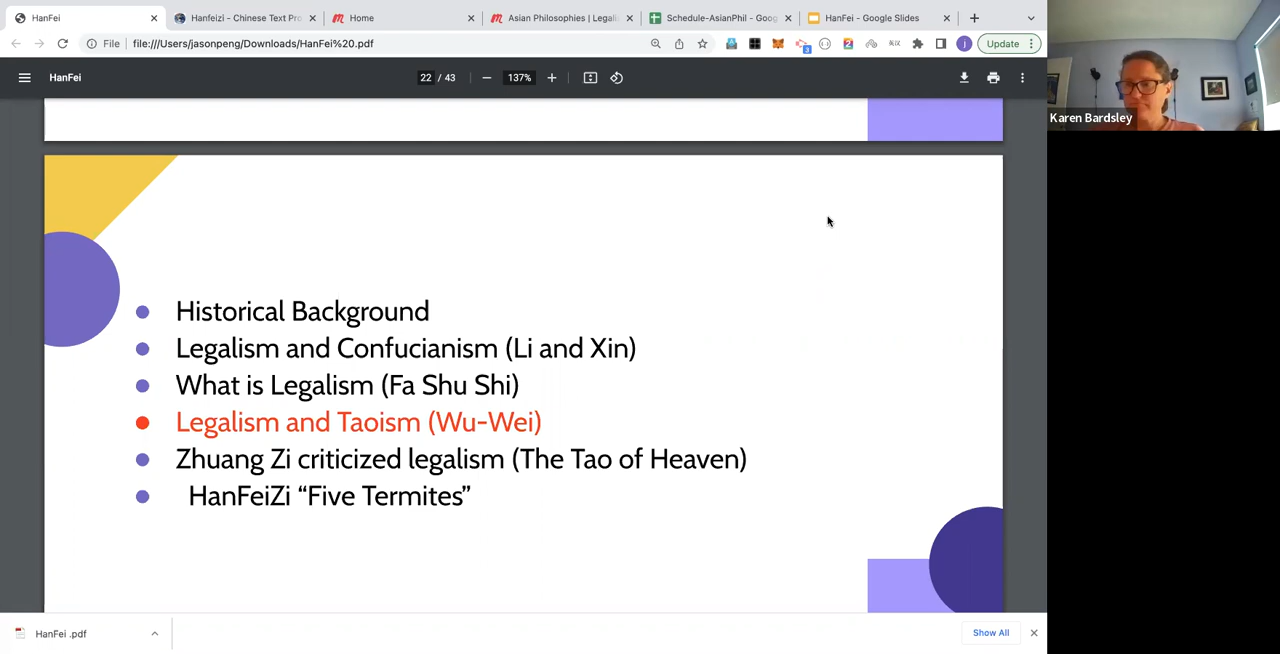 HanFei
Hanfeizi - Chinese Text Pro
Home
Asian Philosophies | Legali
Schedule-AsianPhil - Goog
HanFei - Google Slides
File
file:///Users/jasonpeng/Downloads/HanFei%20.pdf
3
2
j
Update
HanFei
22 / 43
137%
Karen Bardsley
Historical Background
Legalism and Confucianism (Li and Xin)
What is Legalism (Fa Shu Shi)
Legalism and Taoism (Wu-Wei)
Zhuang Zi criticized legalism (The Tao of Heaven)
HanFeiZi “Five Termites”
HanFei .pdf
Show All